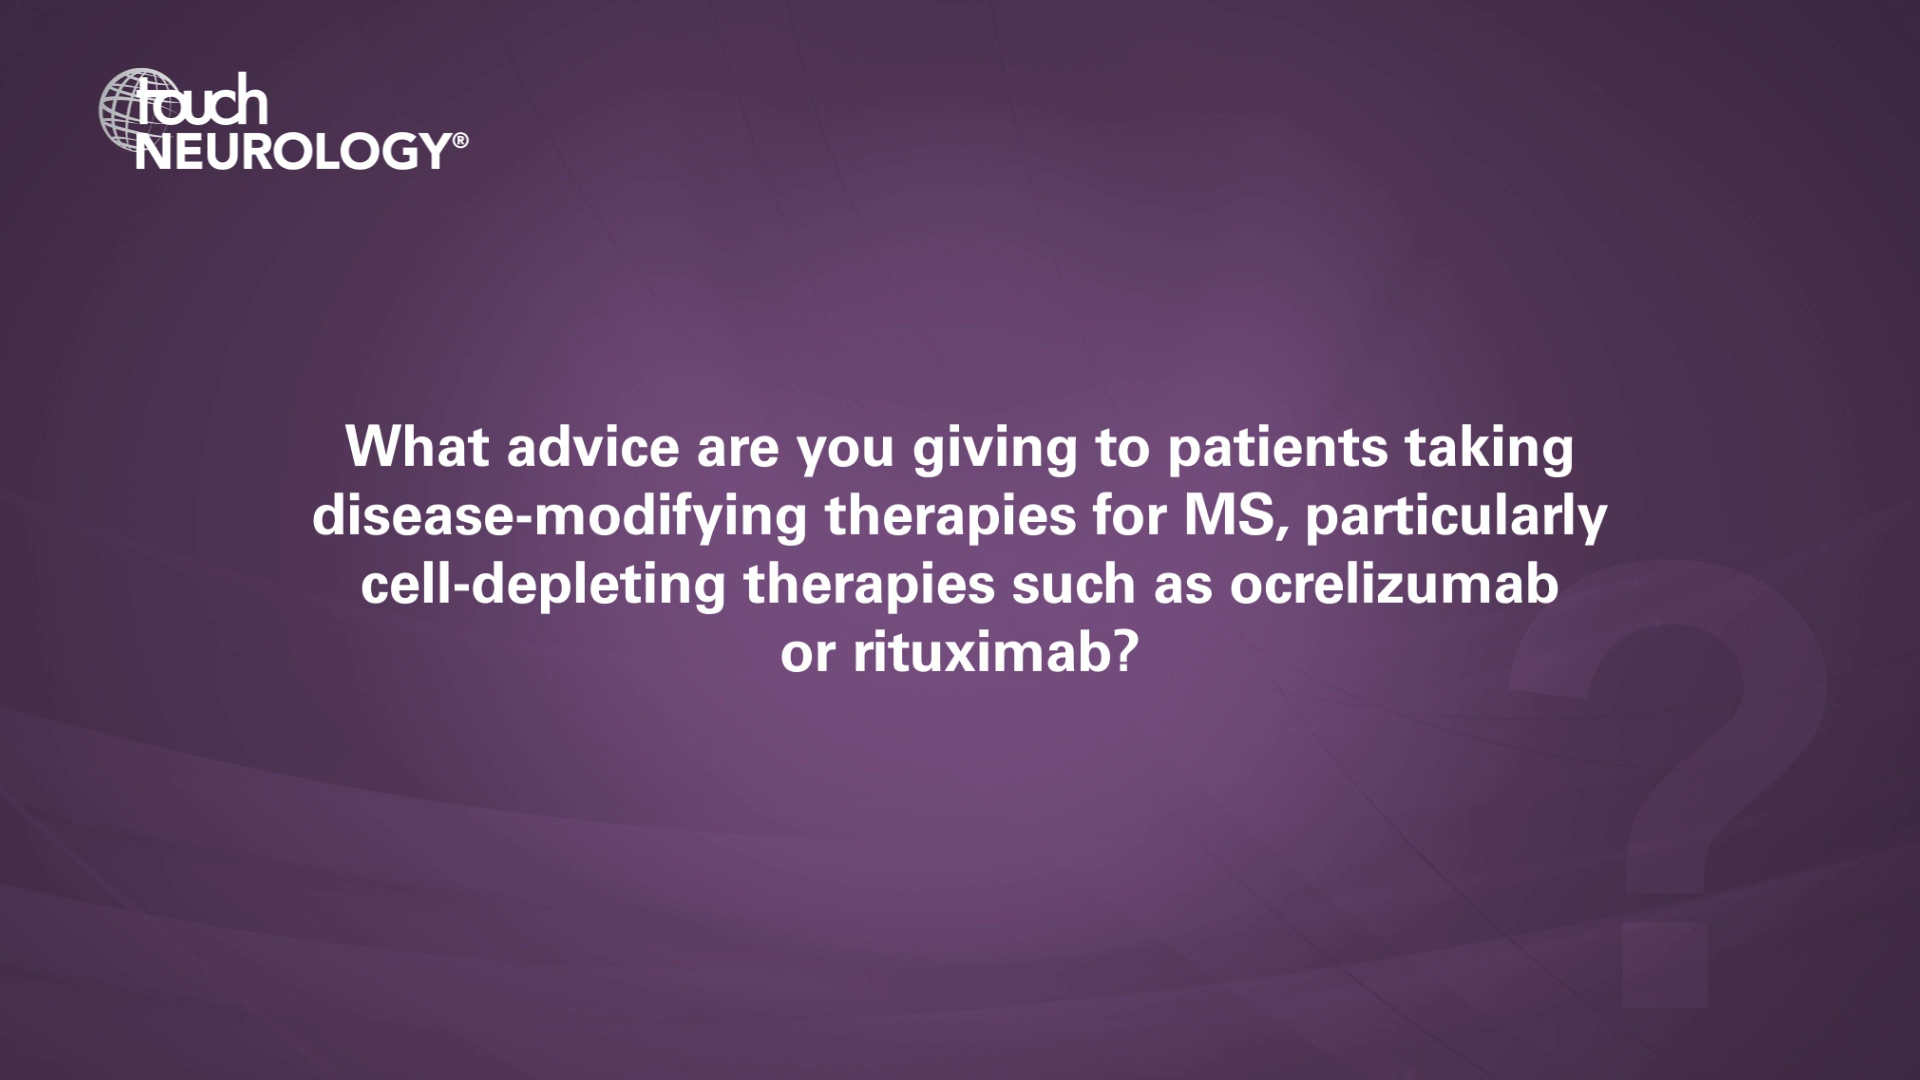 touch
NEUROLOGY®
What advice are you giving to patients taking
disease-modifying therapies for MS, particularly
cell-depleting therapies such as ocrelizumab
or rituximab?